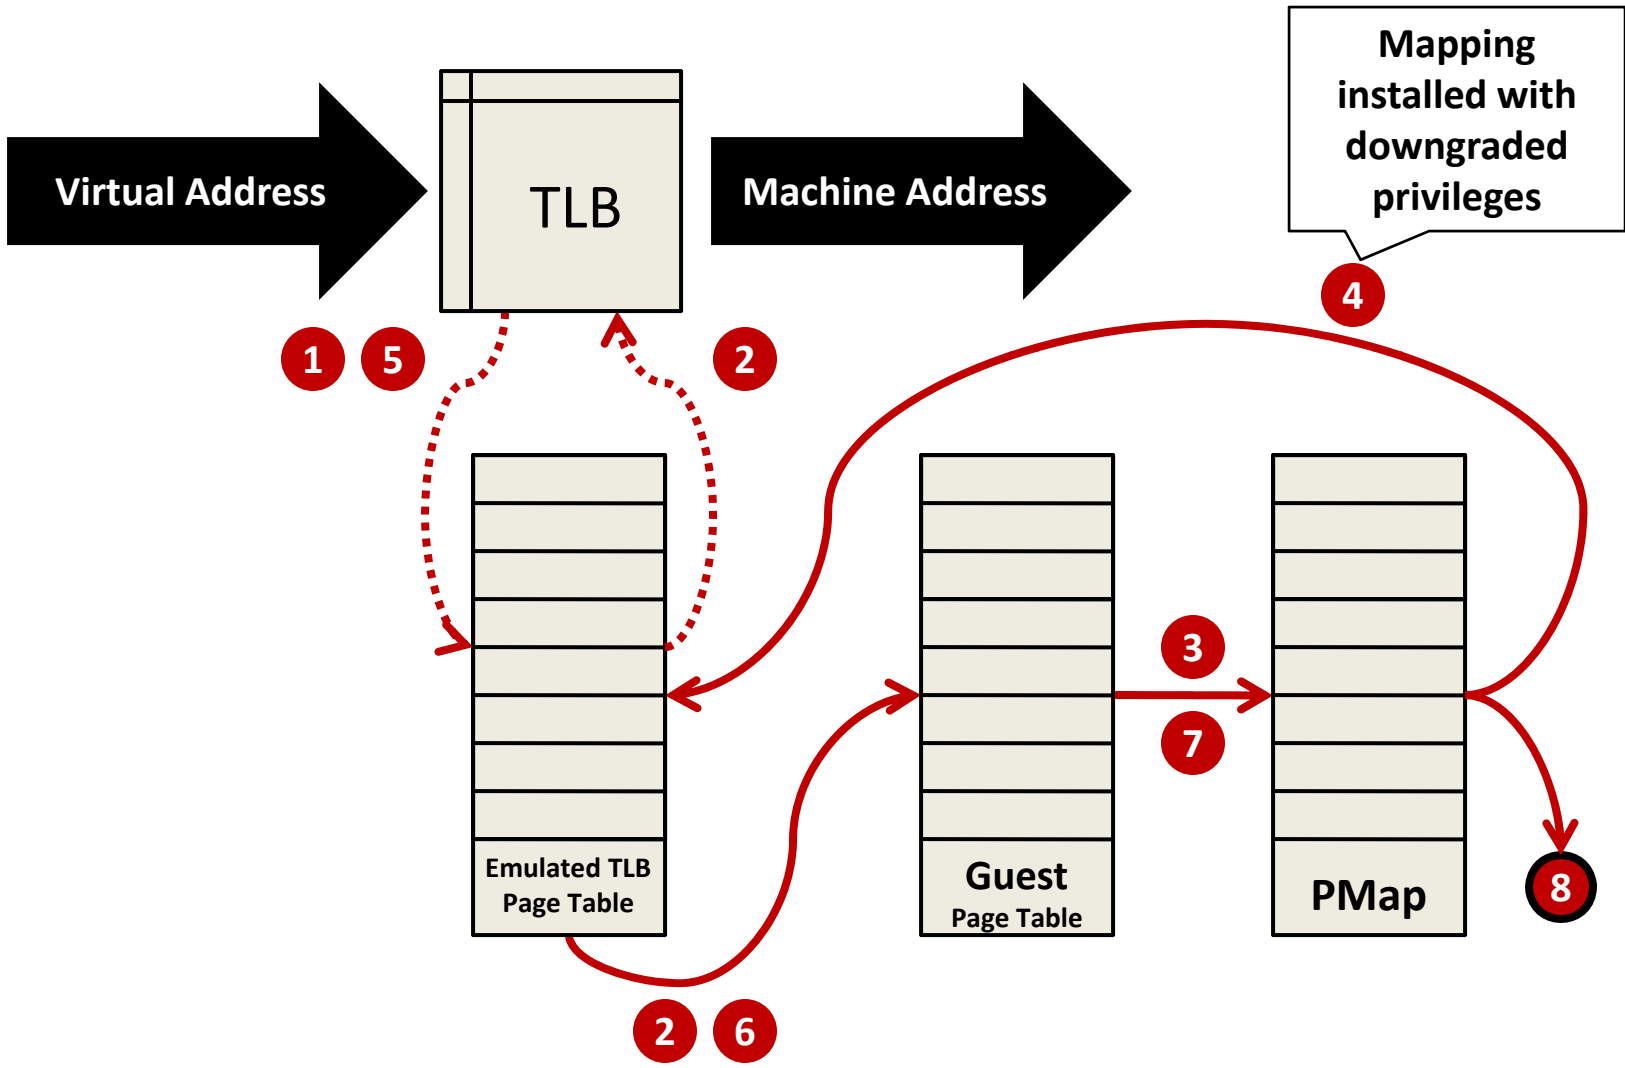 Mapping
installed with
downgraded
privileges
Virtual Address
TLB
Machine Address
4
1
5
2
3
7
Emulated TLB
Page Table
Guest
Page Table
PMap
8
2
6